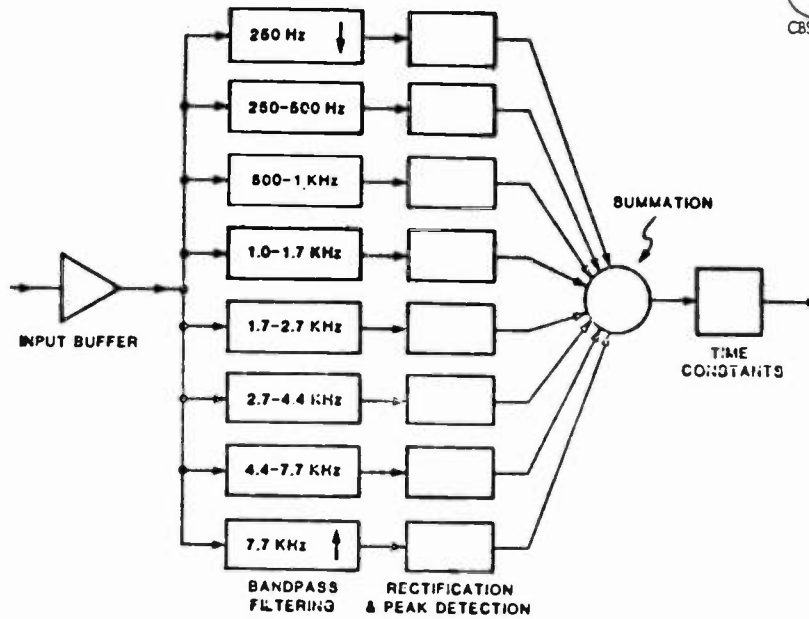 CBS
250 Hz
250-500 Hz
500-1 KHz
SUMMATION
1.0-1.7 KHz
INPUT BUFFER
1.7-2.7 KHz
TIME
CONSTANTS
2.7-4.4 KHz
4.4-7.7 KHz
7.7 KHz
BANDPASS
FILTERING
RECTIFICATION
& PEAK DETECTION